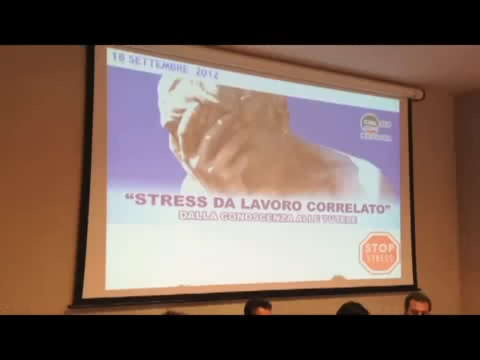 18 SETTEMBRE 2012
"STRESS DA LAVORO CORRELATO"
DALLA CONOSCENZA ALLE TUTELE
STOP
STRESS